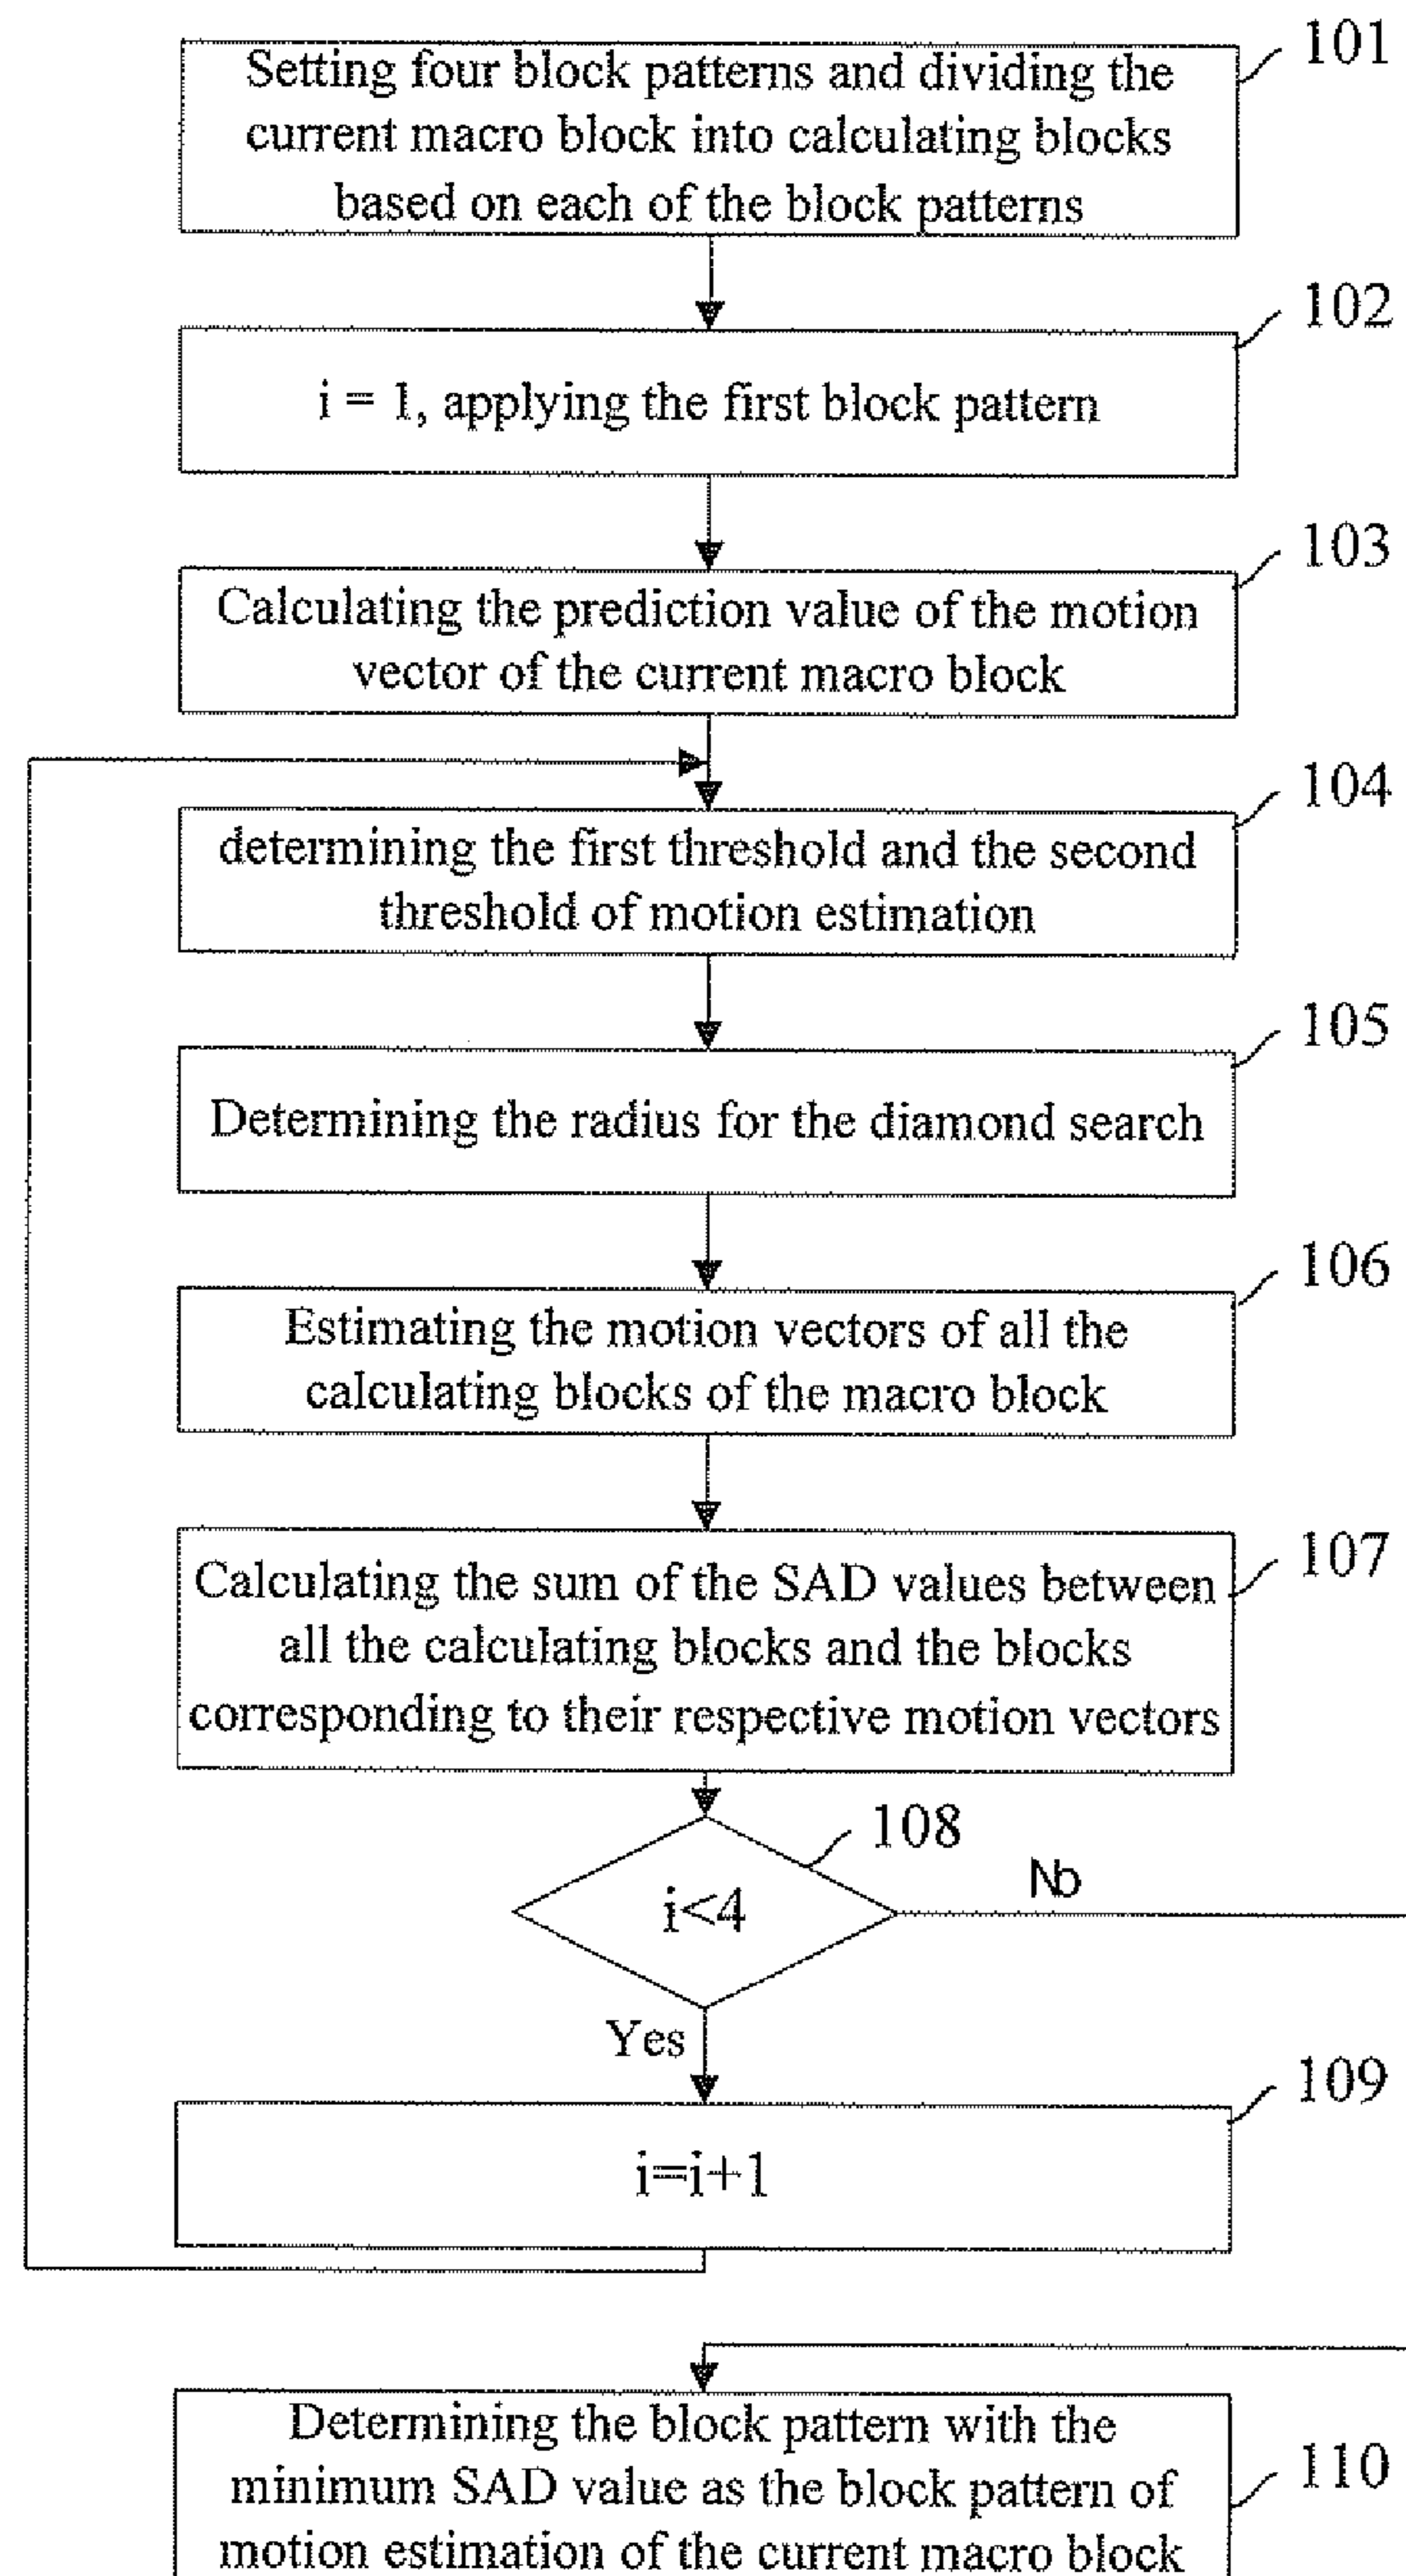 101
Setting four block patterns and dividing the
current macro block into calculating blocks
based on each of the block patterns
102
i = 1, applying the first block pattern
103
Calculating the prediction value of the motion
vector of the current macro block
104
determining the first threshold and the second
threshold of motion estimation
105
Determining the radius for the diamond search
106
Estimating the motion vectors of all the
calculating blocks of the macro block
107
Calculating the sum of the SAD values between
all the calculating blocks and the blocks
corresponding to their respective motion vectors
108
i<4
No
Yes
109
i=i+1
Determining the block pattern with the
110
minimum SAD value as the block pattern of
motion estimation of the current macro block